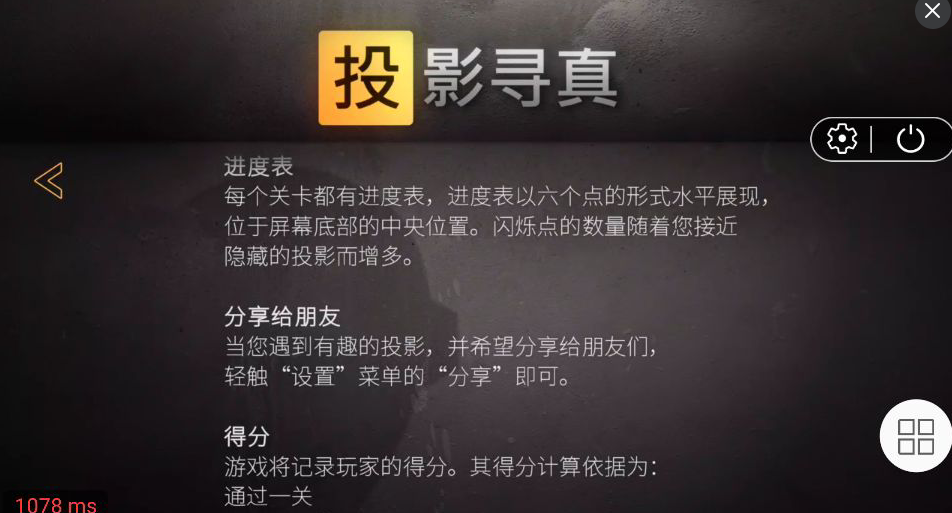 投影寻真
进度表
每个关卡都有进度表，进度表以六个点的形式水平展现，
位于屏幕底部的中央位置。闪烁点的数量随着您接近
隐藏的投影而增多。
分享给朋友
当您遇到有趣的投影，并希望分享给朋友们，
轻触“设置”菜单的“分享”即可。
得分
游戏将记录玩家的得分。其得分计算依据为：
通过一关
1078 ms